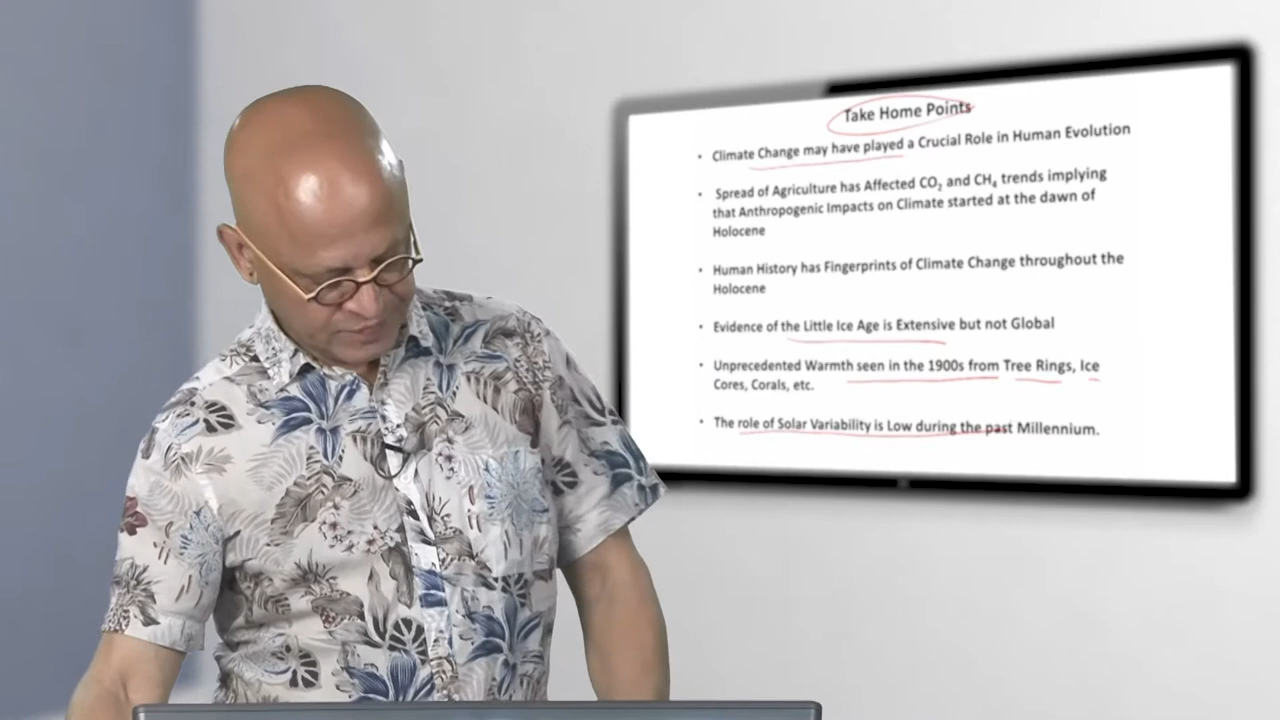 Take Home Points
• Climate Change may have played a Crucial Role in Human Evolution
• Spread of Agriculture has Affected CO₂ and CH₄ trends implying
that Anthropogenic Impacts on Climate started at the dawn of
Holocene
• Human History has Fingerprints of Climate Change throughout the
Holocene
• Evidence of the Little Ice Age is Extensive but not Global
• Unprecedented Warmth seen in the 1900s from Tree Rings, Ice
Cores, Corals, etc.
• The role of Solar Variability is Low during the past Millennium.